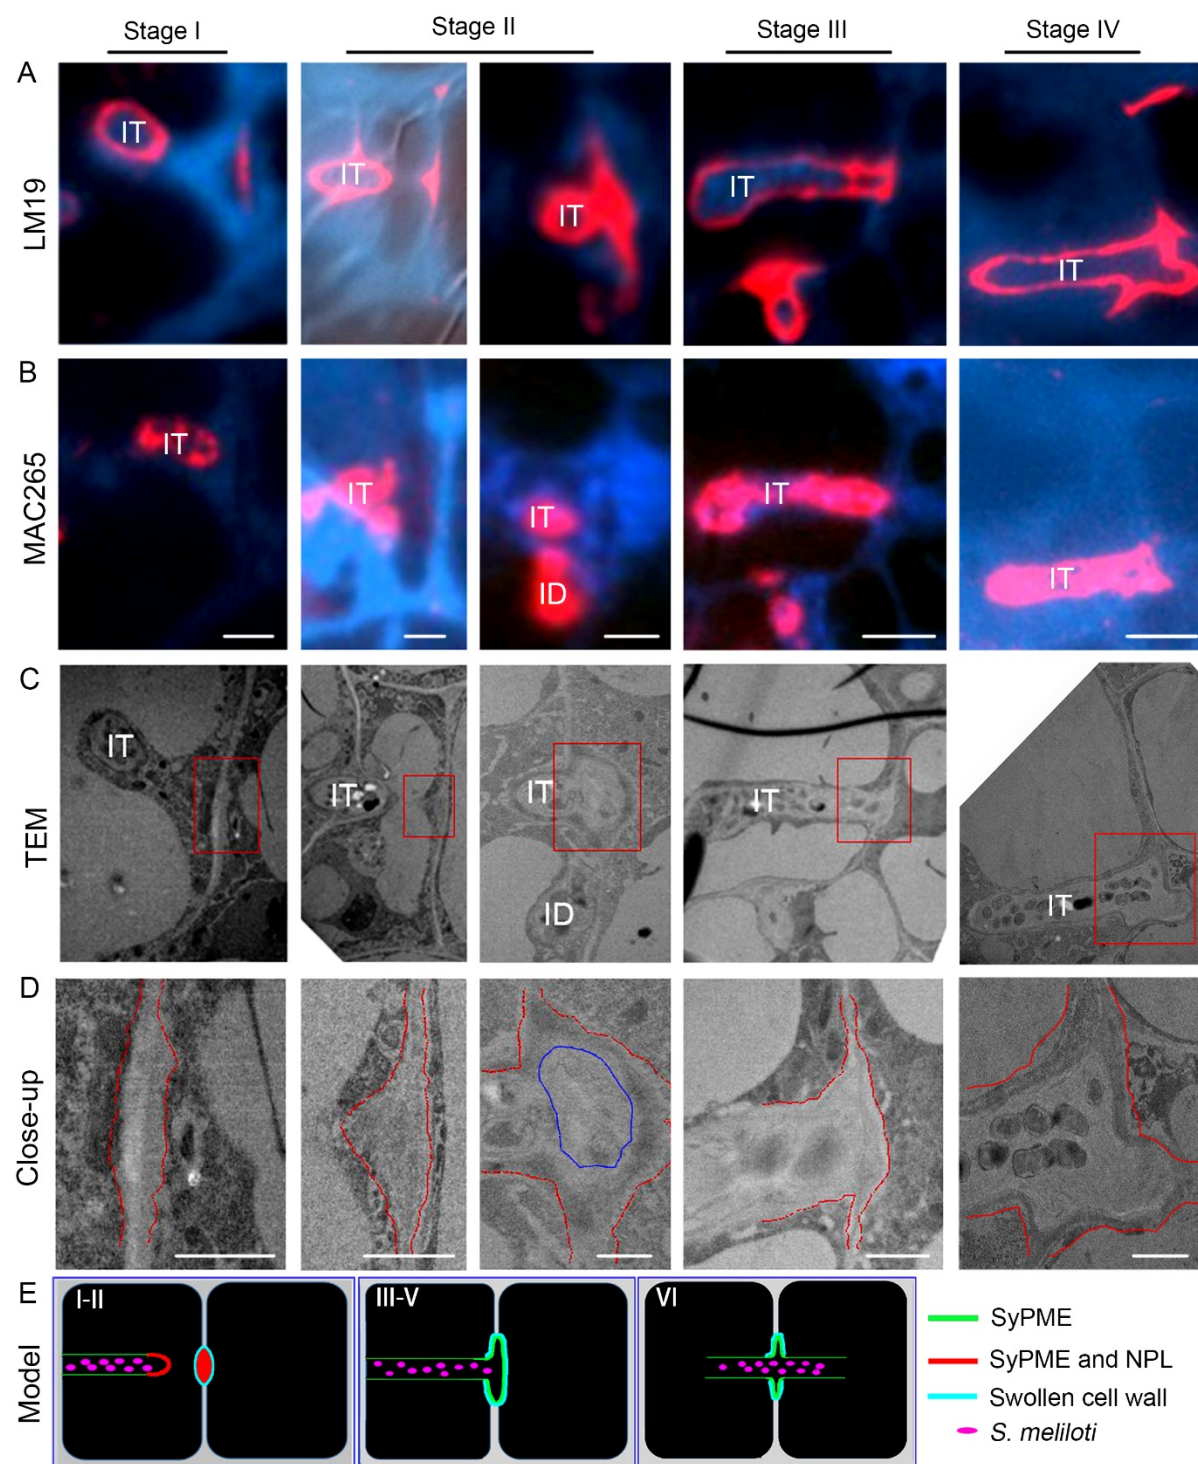 Stage I
Stage II
Stage III
Stage IV
A
LM19
IT
IT
IT
IT
IT
B
MAC265
IT
IT
IT
ID
IT
IT
C
TEM
IT
IT
IT
ID
IT
IT
D
Close-up
E
Model
I-II
III-V
VI
SyPME
SyPME and NPL
Swollen cell wall
S. meliloti